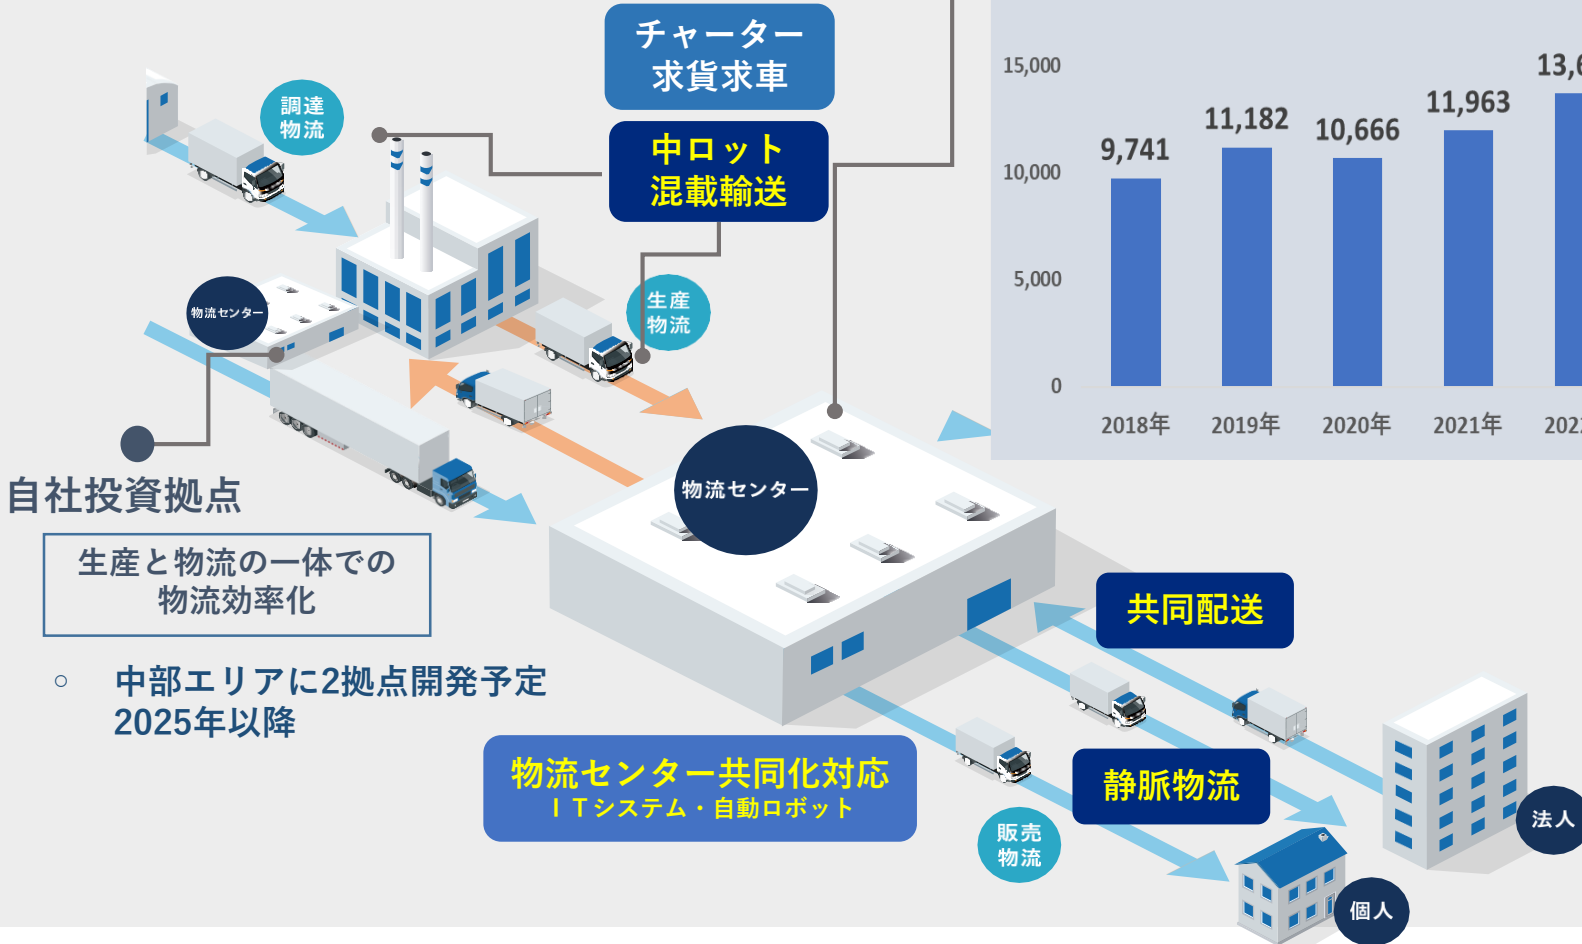 チャーター
求貨求車
中ロット
混載輸送
調達
物流
生産
物流
物流センター
物流センター
自社投資拠点
生産と物流の一体での
物流効率化
○ 中部エリアに2拠点開発予定
2025年以降
物流センター共同化対応
ITシステム・自動ロボット
共同配送
静脈物流
販売
物流
法人
個人
15,000
10,000
5,000
0
9,741
11,182
10,666
11,963
2018年
2019年
2020年
2021年